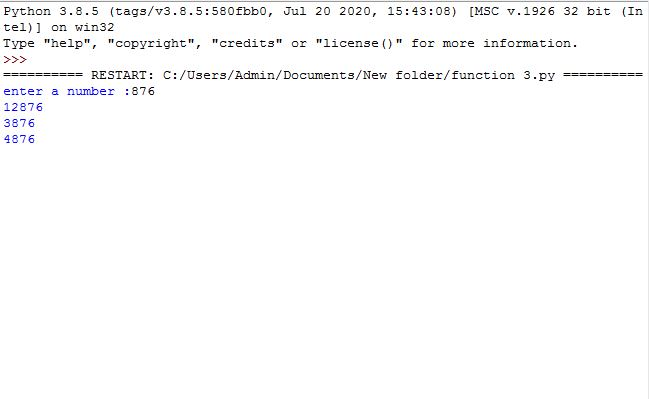 Python 3.8.5 (tags/v3.8.5:580fbb0, Jul 20 2020, 15:43:08) [MSC v.1926 32 bit (In
tel)] on win32
Type "help", "copyright", "credits" or "license()" for more information.
>>>
========== RESTART: C:/Users/Admin/Documents/New folder/function 3.py ==========
enter a number :876
12876
3876
4876